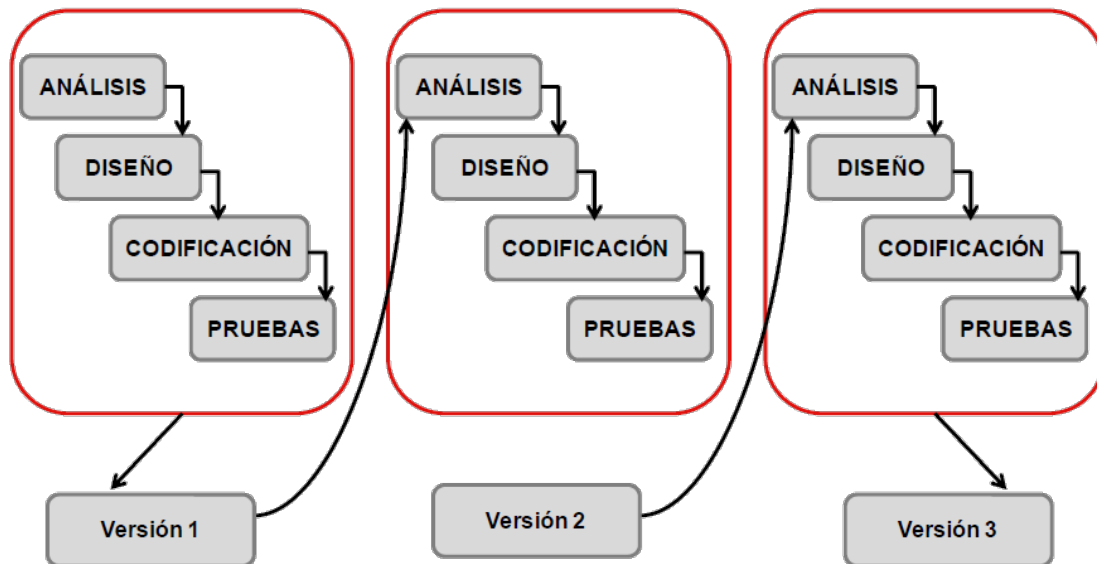 ANÁLISIS
DISEÑO
CODIFICACIÓN
PRUEBAS
Versión 1
ANÁLISIS
DISEÑO
CODIFICACIÓN
PRUEBAS
Versión 2
ANÁLISIS
DISEÑO
CODIFICACIÓN
PRUEBAS
Versión 3